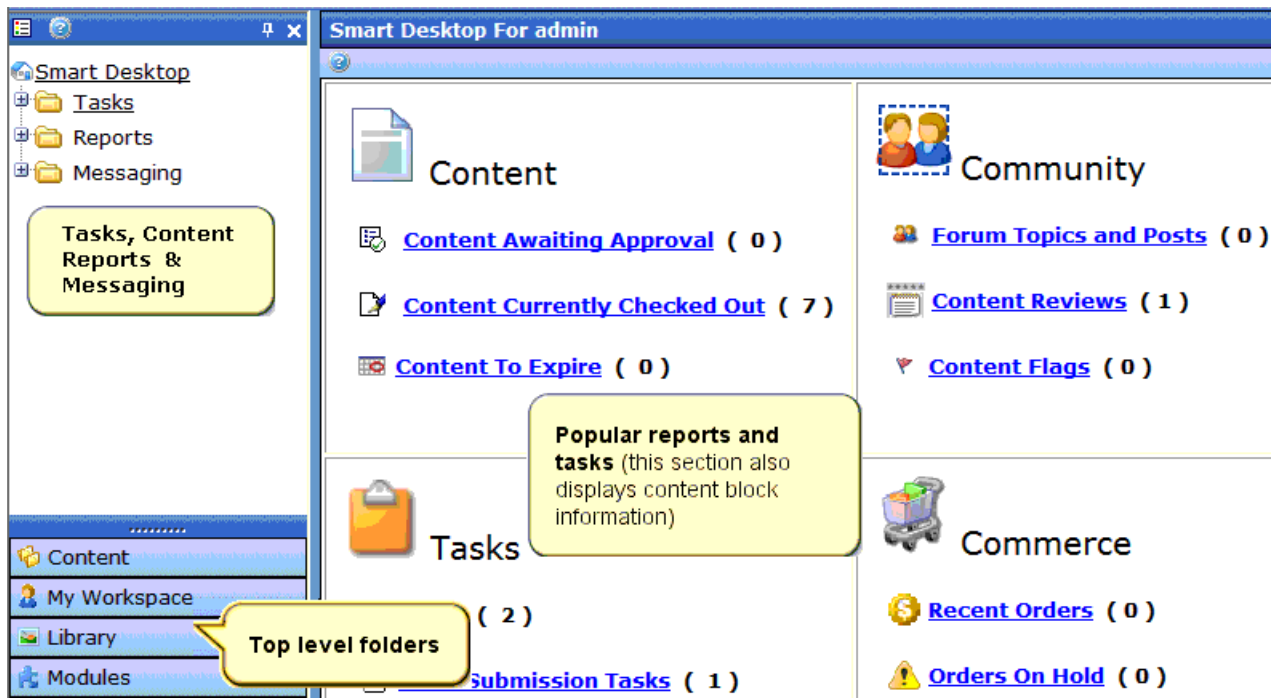 Smart Desktop For admin
Smart Desktop
Tasks
Reports
Messaging
Tasks, Content
Reports &
Messaging
Content
My Workspace
Library
Modules
Top level folders
Content
Content Awaiting Approval ( 0 )
Content Currently Checked Out ( 7 )
Content To Expire ( 0 )
Popular reports and
tasks (this section also
displays content block
information)
Community
Forum Topics and Posts ( 0 )
Content Reviews ( 1 )
Content Flags ( 0 )
Tasks
( 2 )
Submission Tasks ( 1 )
Commerce
Recent Orders ( 0 )
Orders On Hold ( 0 )